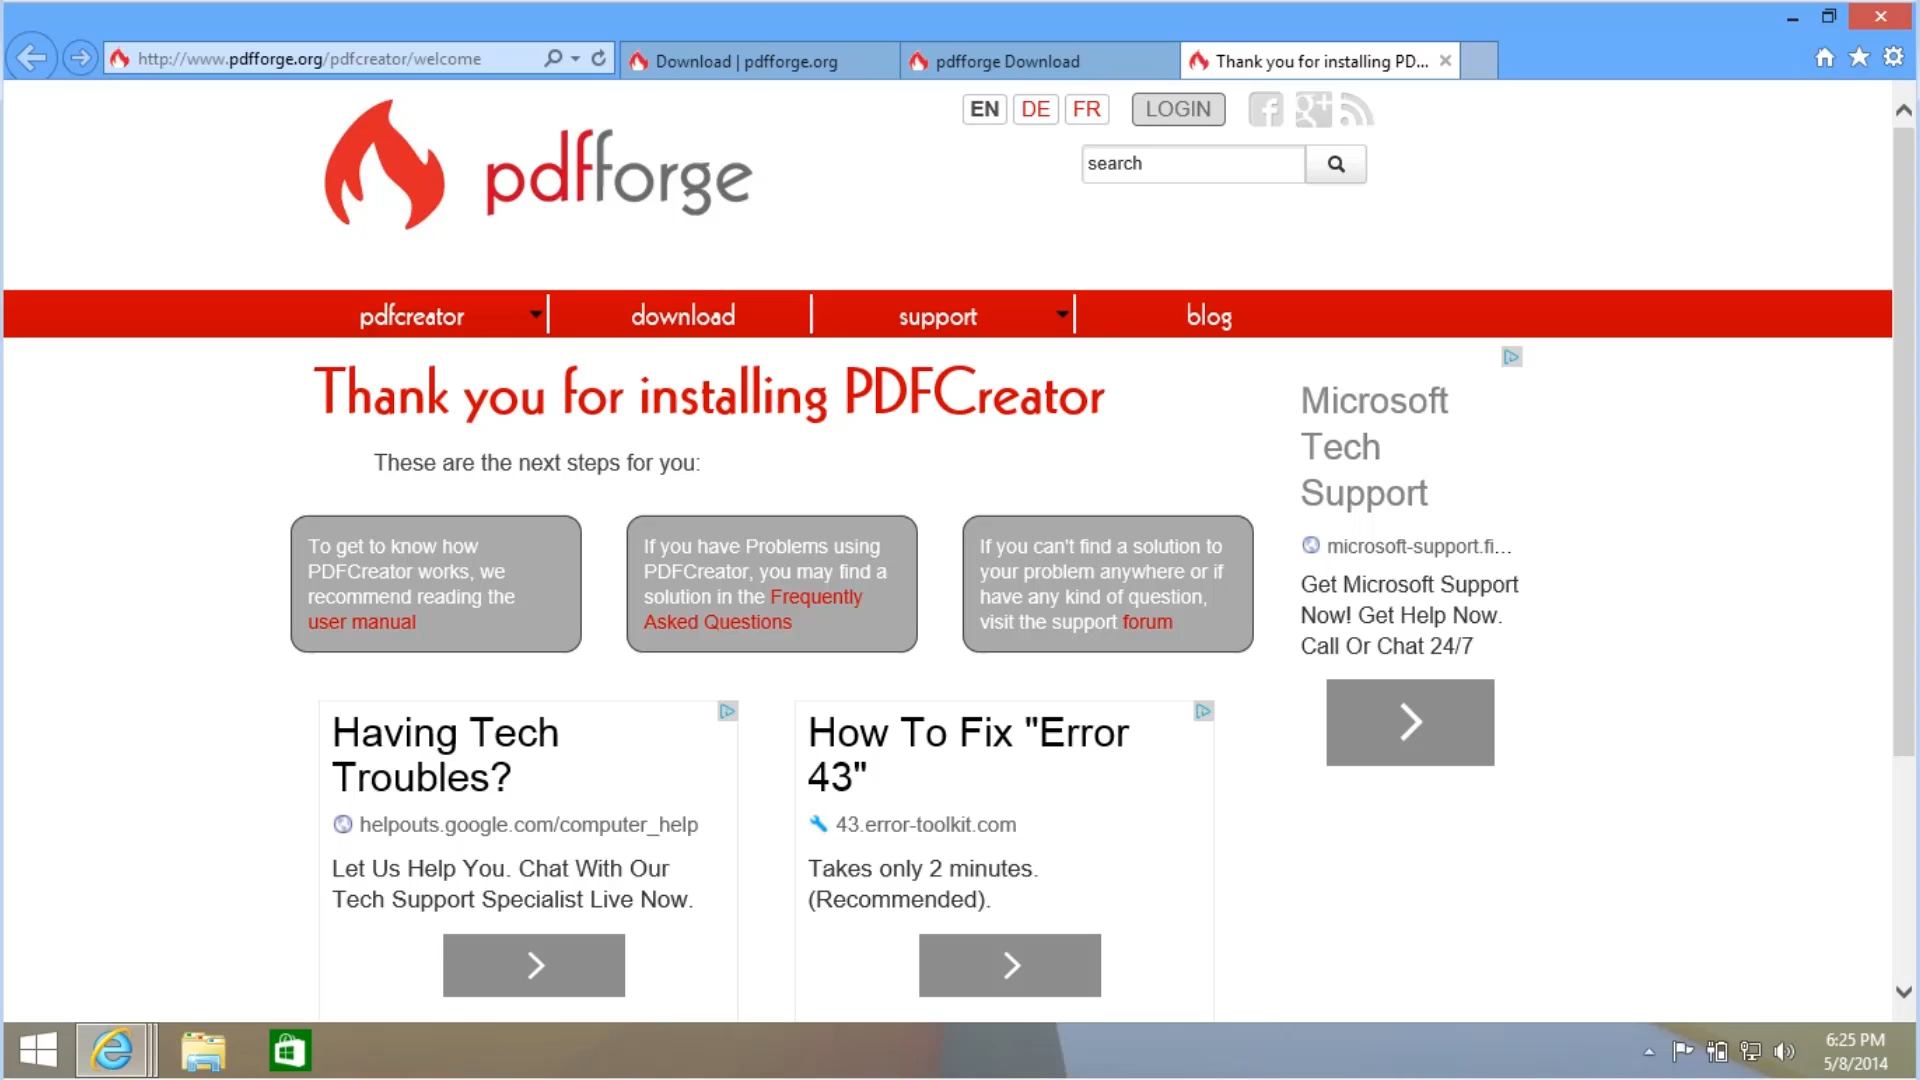 http://www.pdfforge.org/pdfcreator/welcome
Download | pdfforge.org
pdfforge Download
Thank you for installing PD...
EN DE FR LOGIN
search
pdfforge
pdfcreator
download
support
blog
Thank you for installing PDFCreator
These are the next steps for you:
To get to know how
PDFCreator works, we
recommend reading the
user manual
If you have Problems using
PDFCreator, you may find a
solution in the Frequently
Asked Questions
If you can't find a solution to
your problem anywhere or if
have any kind of question,
visit the support forum
Microsoft
Tech
Support
microsoft-support.fi...
Get Microsoft Support
Now! Get Help Now.
Call Or Chat 24/7
Having Tech
Troubles?
helpouts.google.com/computer_help
Let Us Help You. Chat With Our
Tech Support Specialist Live Now.
How To Fix "Error
43"
43.error-toolkit.com
Takes only 2 minutes.
(Recommended).
6:25 PM
5/8/2014